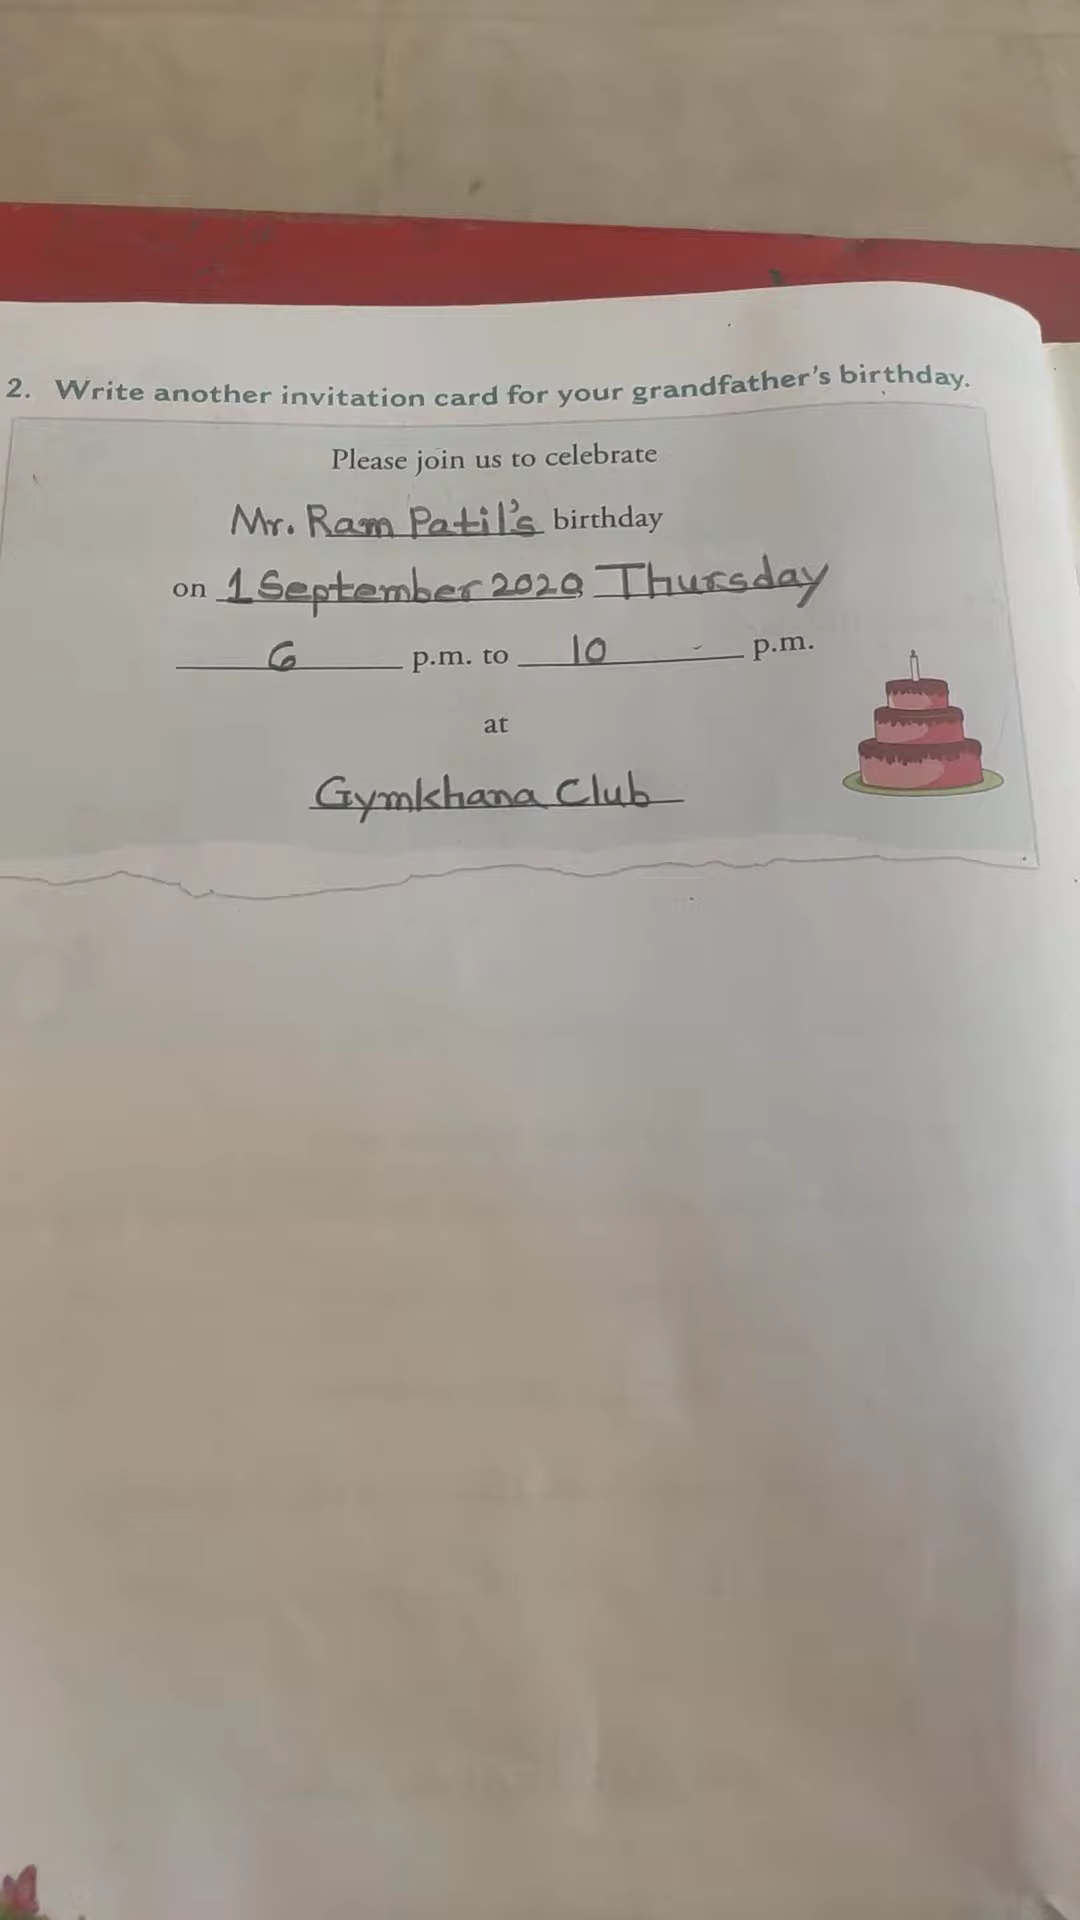 2. Write another invitation card for your grandfather's birthday.
Please join us to celebrate
Mr. Ram Patil's birthday
on 1 September 2020, Thursday
6 p.m. to 10 p.m.
at
Gymkhana Club